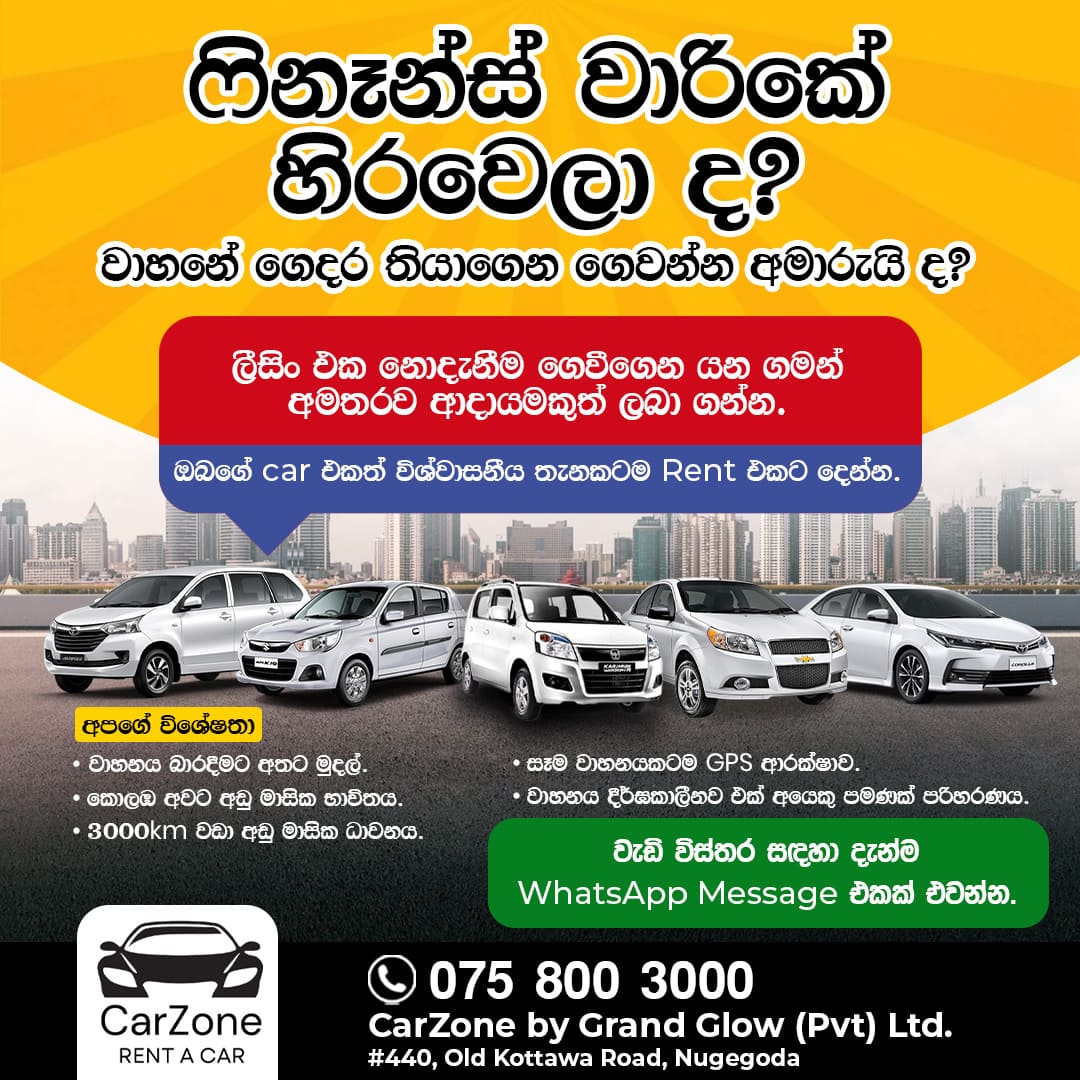 ෆිනෑන්ස් වාරිකේ
හිරවෙලා ද?
වාහනේ ගෙදර තියාගෙන ගෙවන්න අමාරුයි ද?
ලීසිං එක නොදැනීම ගෙවීගෙන යන ගමන්
අමතරව ආදායමකුත් ලබා ගන්න.
ඔබගේ car එකත් විශ්වාසනීය තැනකටම Rent එකට දෙන්න.
අපගේ විශේෂතා
• වාහනය බාරදීමට අතට මුදල්.
• කොලඹ අවට අඩු මාසික භාවිතය.
• 3000km වඩා අඩු මාසික ධාවනය.
• සෑම වාහනයකටම GPS ආරක්ෂාව.
• වාහනය දීර්ඝකාලීනව එක් අයෙකු පමණක් පරිහරණය.
වැඩි විස්තර සඳහා දැන්ම
WhatsApp Message එකක් එවන්න.
CarZone
RENT A CAR
075 800 3000
CarZone by Grand Glow (Pvt) Ltd.
#440, Old Kottawa Road, Nugegoda
COROLLA